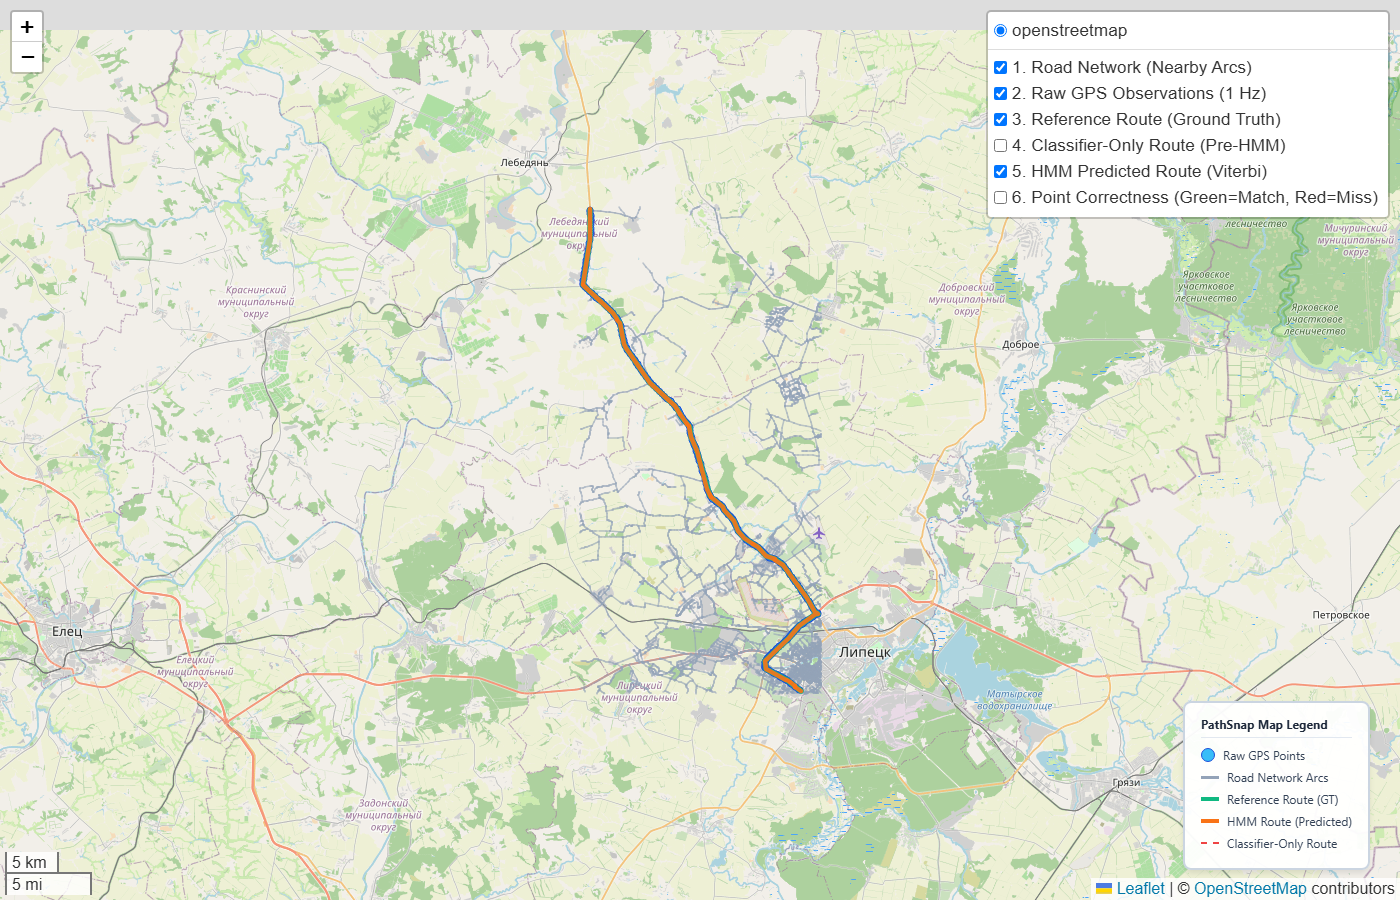 +
−
openstreetmap
1. Road Network (Nearby Arcs)
2. Raw GPS Observations (1 Hz)
3. Reference Route (Ground Truth)
4. Classifier-Only Route (Pre-HMM)
5. HMM Predicted Route (Viterbi)
6. Point Correctness (Green=Match, Red=Miss)
Лебедянь
Лебедянский
муниципальный
округ
лесничество
Мичуринский
муниципальный
округ
Ярковское
участковое
лесничество
Краснинский
муниципальный
округ
Добровский
муниципальный
округ
Ярковское
участковое
лесничество
Доброе
Петровское
Елец
Липецк
Елецкий
муниципальный
округ
Липецкий
муниципальный
округ
Матырское
водохранилище
Грязи
Задонский
муниципальный
округ
PathSnap Map Legend
Raw GPS Points
Road Network Arcs
Reference Route (GT)
HMM Route (Predicted)
Classifier-Only Route
5 km
5 mi
Leaflet | © OpenStreetMap contributors